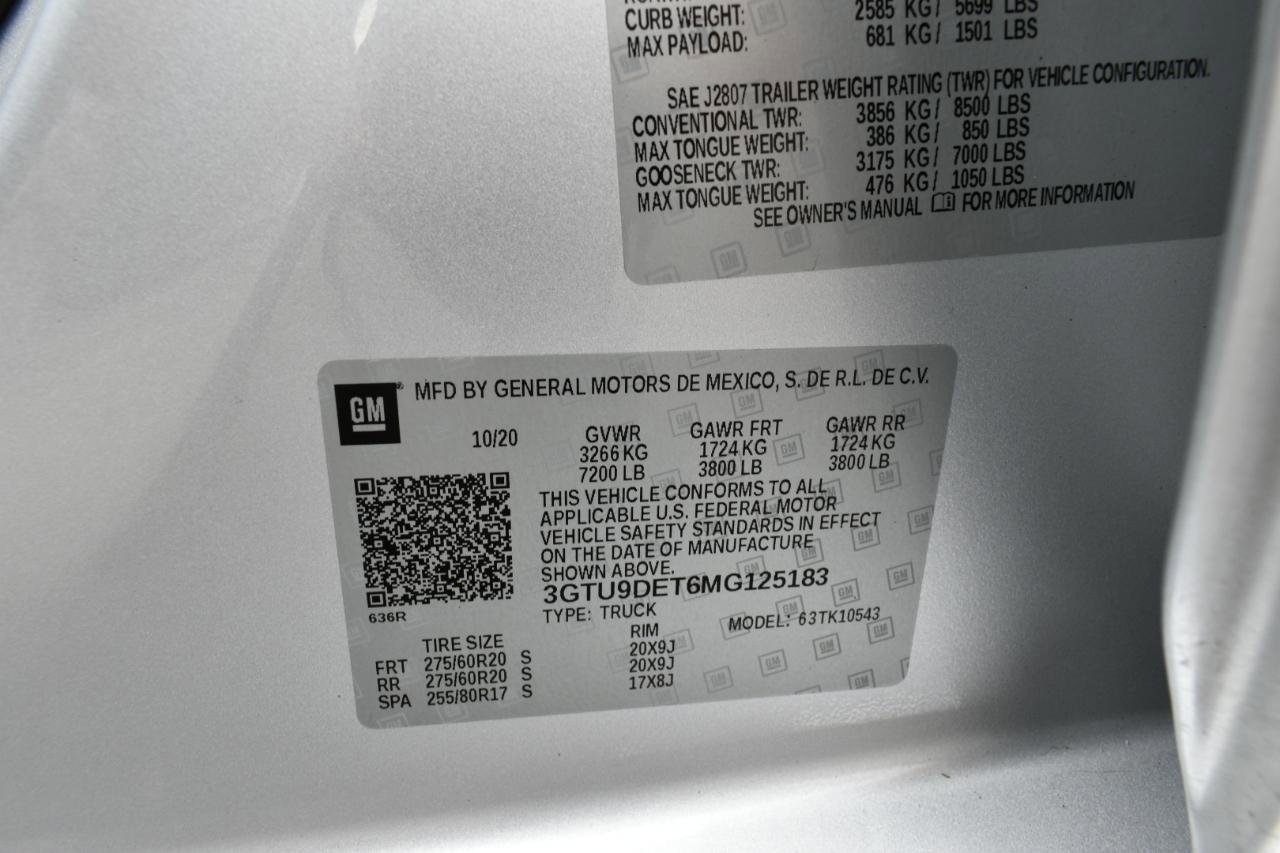 CURB WEIGHT: 2585 KG/ 5699 LBS
MAX PAYLOAD: 681 KG/ 1501 LBS
SAE J2807 TRAILER WEIGHT RATING (TWR) FOR VEHICLE CONFIGURATION.
CONVENTIONAL TWR: 3856 KG/ 8500 LBS
MAX TONGUE WEIGHT: 386 KG/ 850 LBS
GOOSENECK TWR: 3175 KG/ 7000 LBS
MAX TONGUE WEIGHT: 476 KG/ 1050 LBS
SEE OWNER'S MANUAL FOR MORE INFORMATION
GM® MFD BY GENERAL MOTORS DE MEXICO, S. DE R.L. DE C.V.
10/20 GVWR GAWR FRT GAWR RR
3266 KG 1724 KG 1724 KG
7200 LB 3800 LB 3800 LB
THIS VEHICLE CONFORMS TO ALL
APPLICABLE U.S. FEDERAL MOTOR
VEHICLE SAFETY STANDARDS IN EFFECT
ON THE DATE OF MANUFACTURE
SHOWN ABOVE.
3GTU9DET6MG125183
636R
TYPE: TRUCK MODEL: 63TK10543
TIRE SIZE RIM
FRT 275/60R20 S 20X9J
RR 275/60R20 S 20X9J
SPA 255/80R17 S 17X8J